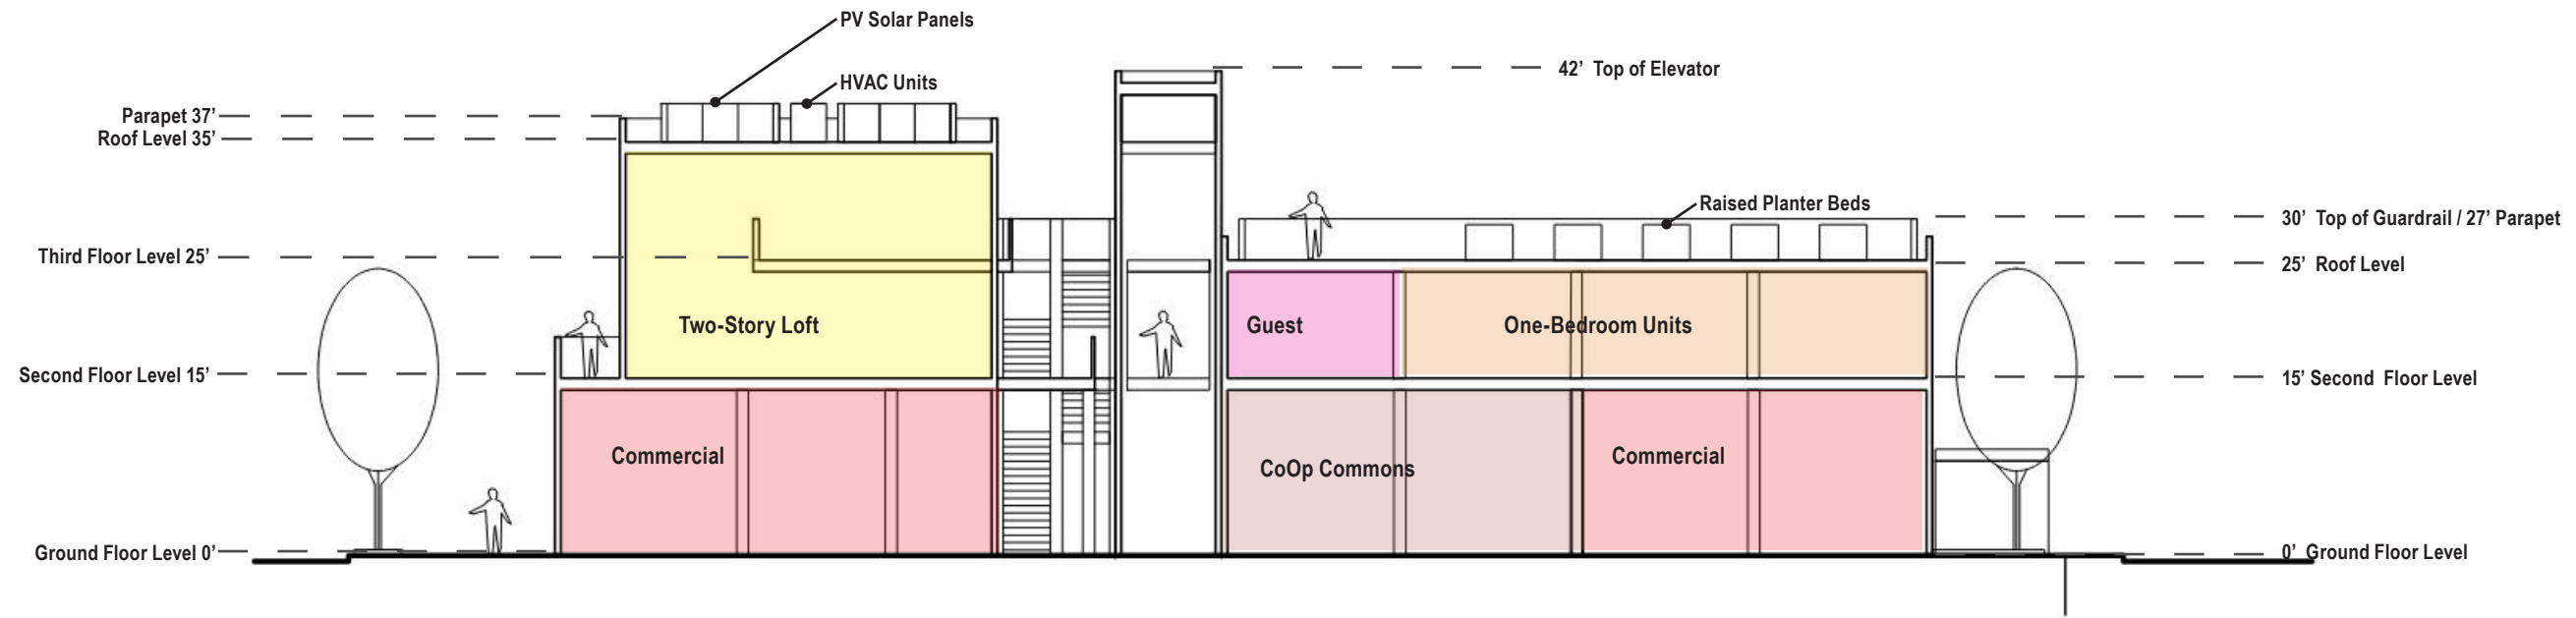 PV Solar Panels
HVAC Units
42’ Top of Elevator
Parapet 37’
Roof Level 35’
Raised Planter Beds
30’ Top of Guardrail / 27’ Parapet
Third Floor Level 25’
25’ Roof Level
Two-Story Loft
Guest
One-Bedroom Units
Second Floor Level 15’
15’ Second Floor Level
Commercial
CoOp Commons
Commercial
Ground Floor Level 0’
0’ Ground Floor Level